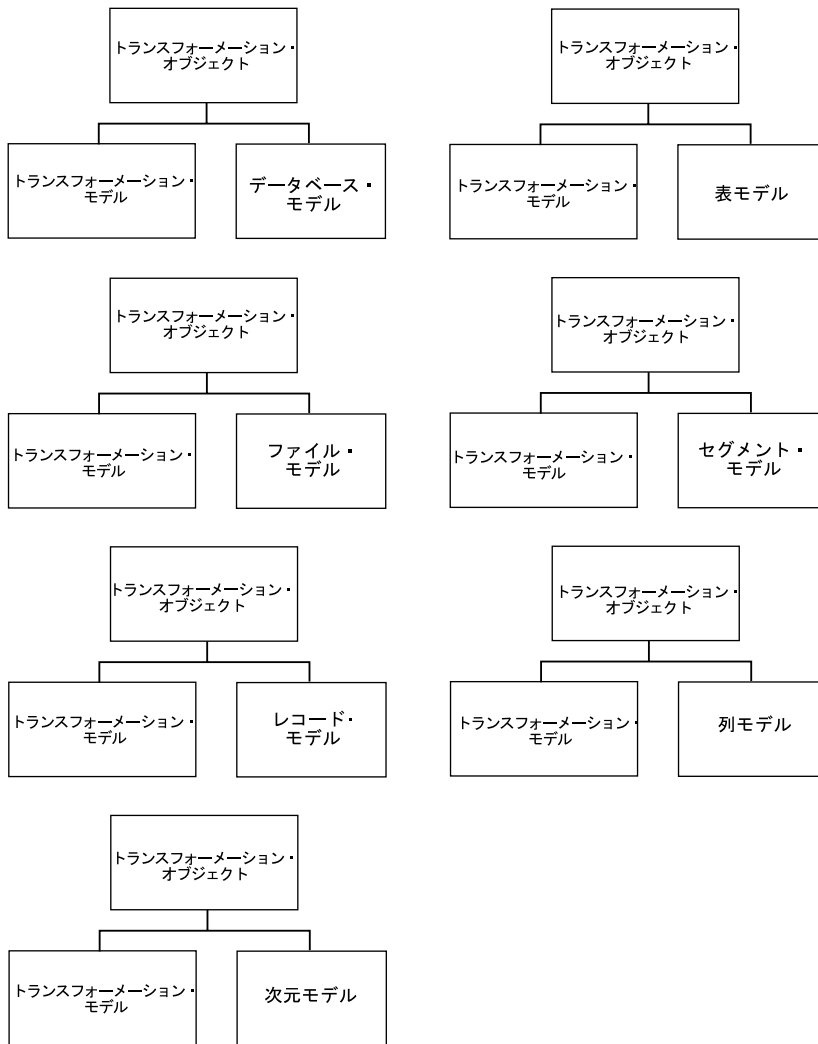 トランスフォーメーション・
オブジェクト
トランスフォーメーション・
モデル
データベース・
モデル
トランスフォーメーション・
オブジェクト
トランスフォーメーション・
モデル
表モデル
トランスフォーメーション・
オブジェクト
トランスフォーメーション・
モデル
ファイル・
モデル
トランスフォーメーション・
オブジェクト
トランスフォーメーション・
モデル
セグメント・
モデル
トランスフォーメーション・
オブジェクト
トランスフォーメーション・
モデル
レコード・
モデル
トランスフォーメーション・
オブジェクト
トランスフォーメーション・
モデル
列モデル
トランスフォーメーション・
オブジェクト
トランスフォーメーション・
モデル
次元モデル